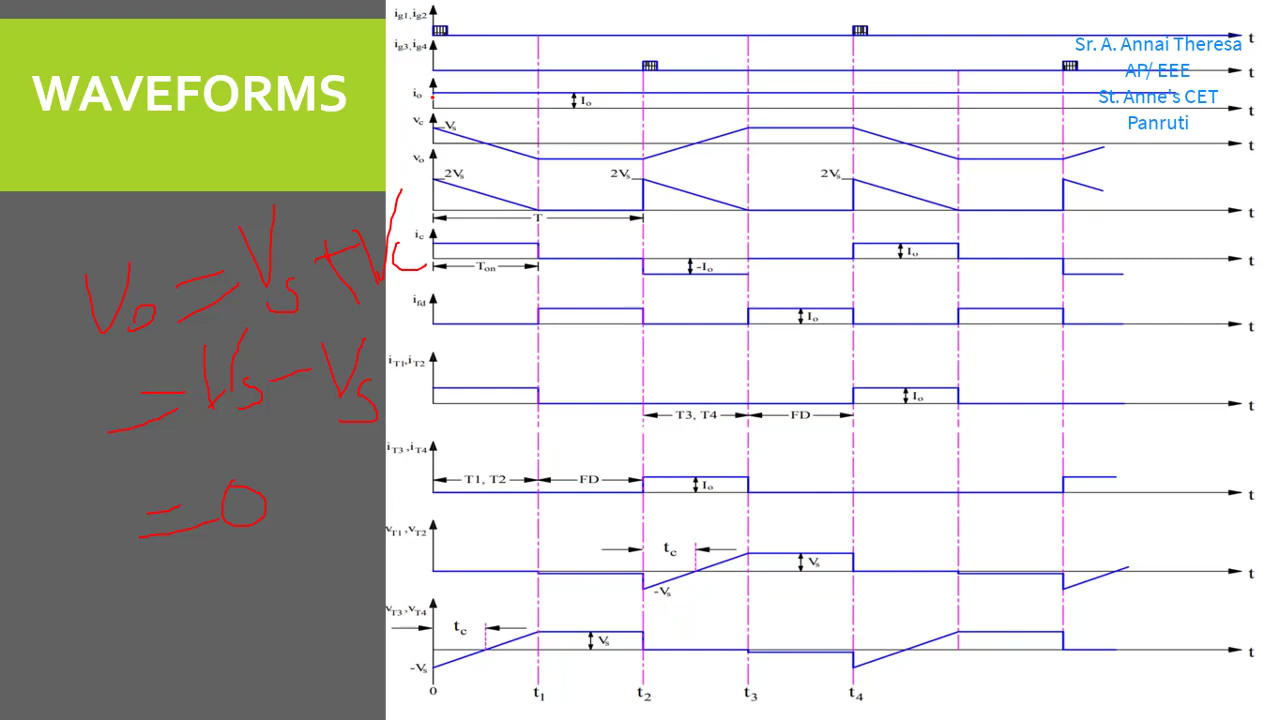 WAVEFORMS
Sr. A. Annai Theresa
AP/ EEE
St. Anne's CET
Panruti
V0 = Vs + Vc
= Vs - Vs
= 0
ig1,ig2
t
ig3,ig4
t
io
Io
t
vc
Vs
t
vo
2Vs 2Vs 2Vs
t
T
ic
Io
t
Ton
-Io
ifd
Io
t
iT1,iT2
Io
t
T3, T4 FD
iT3,iT4
T1, T2 FD
Io
t
vT1,vT2
tc
Vs
t
-Vs
vT3,vT4
tc
Vs
t
-Vs
0 t1 t2 t3 t4